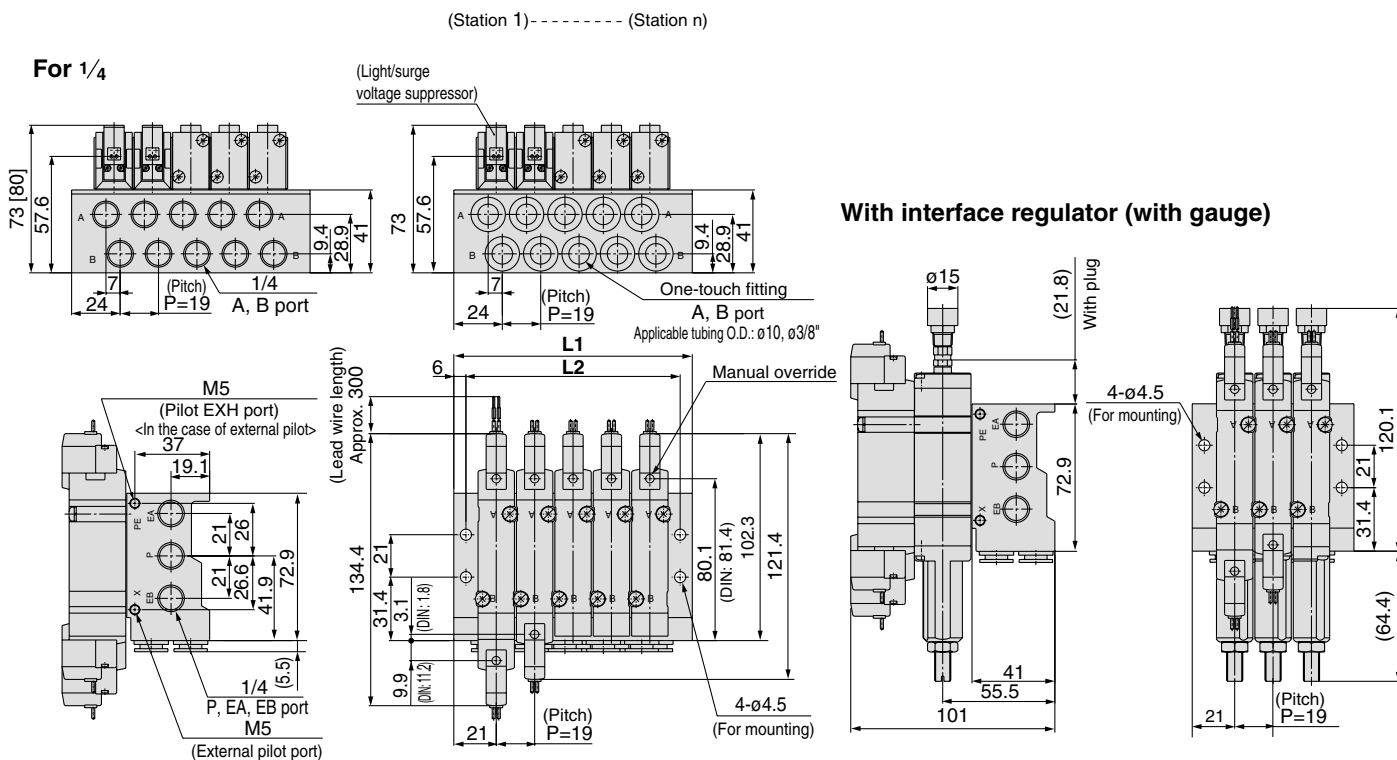 (Station 1)---------- (Station n)
For 1/4
73 [80]
57.6
A
A
B
B
9.4
28.9
41
7
24
(Pitch)
P=19
1/4
A, B port
(Light/surge
voltage suppressor)
73
57.6
A
A
B
B
9.4
28.9
41
7
24
(Pitch)
P=19
One-touch fitting
A, B port
Applicable tubing O.D.: ø10, ø3/8"
M5
(Pilot EXH port)
<In the case of external pilot>
37
19.1
PE
EA
P
X
EB
21
26
21
26.6
41.9
72.9
(5.5)
1/4
P, EA, EB port
M5
(External pilot port)
L1
L2
6
Manual override
(Lead wire length)
Approx. 300
134.4
21
31.4
3.1
(DIN: 1.8)
9.9
(DIN: 11.2)
A
A
A
A
A
B
B
B
B
B
80.1
(DIN: 81.4)
102.3
121.4
21
(Pitch)
P=19
4-ø4.5
(For mounting)
With interface regulator (with gauge)
ø15
(21.8)
With plug
PE
EA
P
X
EB
72.9
41
55.5
101
4-ø4.5
(For mounting)
A
A
A
B
B
B
21
31.4
120.1
(64.4)
21
(Pitch)
P=19